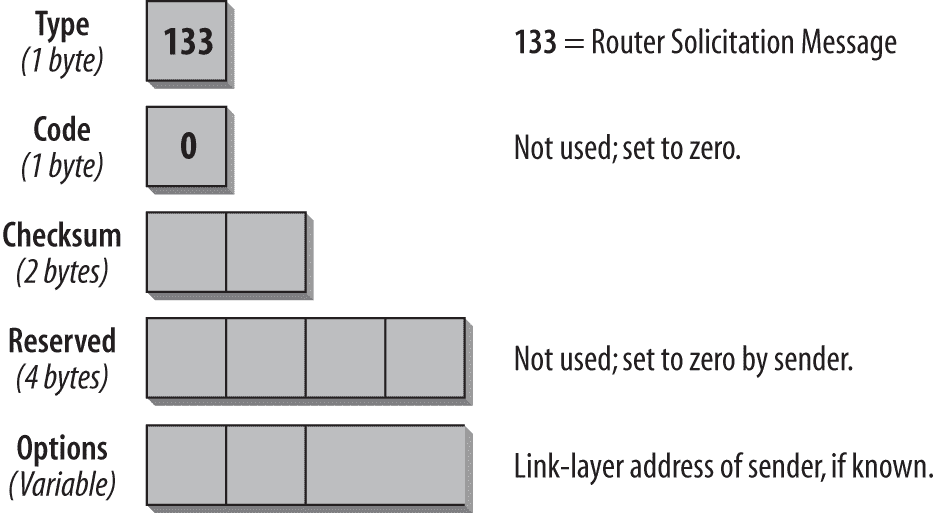 Type
(1 byte)
133
133 = Router Solicitation Message
Code
(1 byte)
0
Not used; set to zero.
Checksum
(2 bytes)
Reserved
(4 bytes)
Not used; set to zero by sender.
Options
(Variable)
Link-layer address of sender, if known.